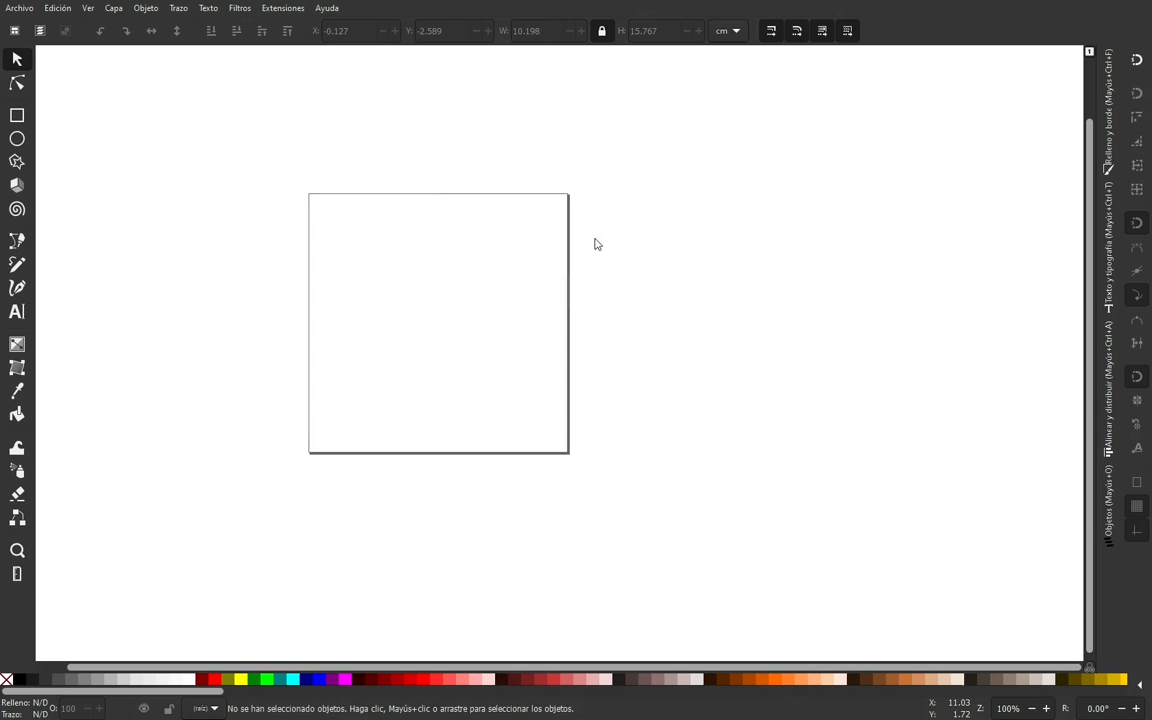 Archivo Edición Ver Capa Objeto Trazo Texto Filtros Extensiones Ayuda
X: -0.127 − + Y: -2.589 − + W: 10.198 − + H: 15.767 − + cm
1
Relleno y borde (Mayús+Ctrl+F)
Texto y tipografía (Mayús+Ctrl+T)
Alinear y distribuir (Mayús+Ctrl+A)
Objetos (Mayús+O)
Relleno: N/D
Trazo: N/D
O: 100 − +
(raíz)
No se han seleccionado objetos. Haga clic, Mayús+clic o arrastre para seleccionar los objetos.
X: 11.03
Y: 1.72
Z: 100% − + R: 0.00° − +